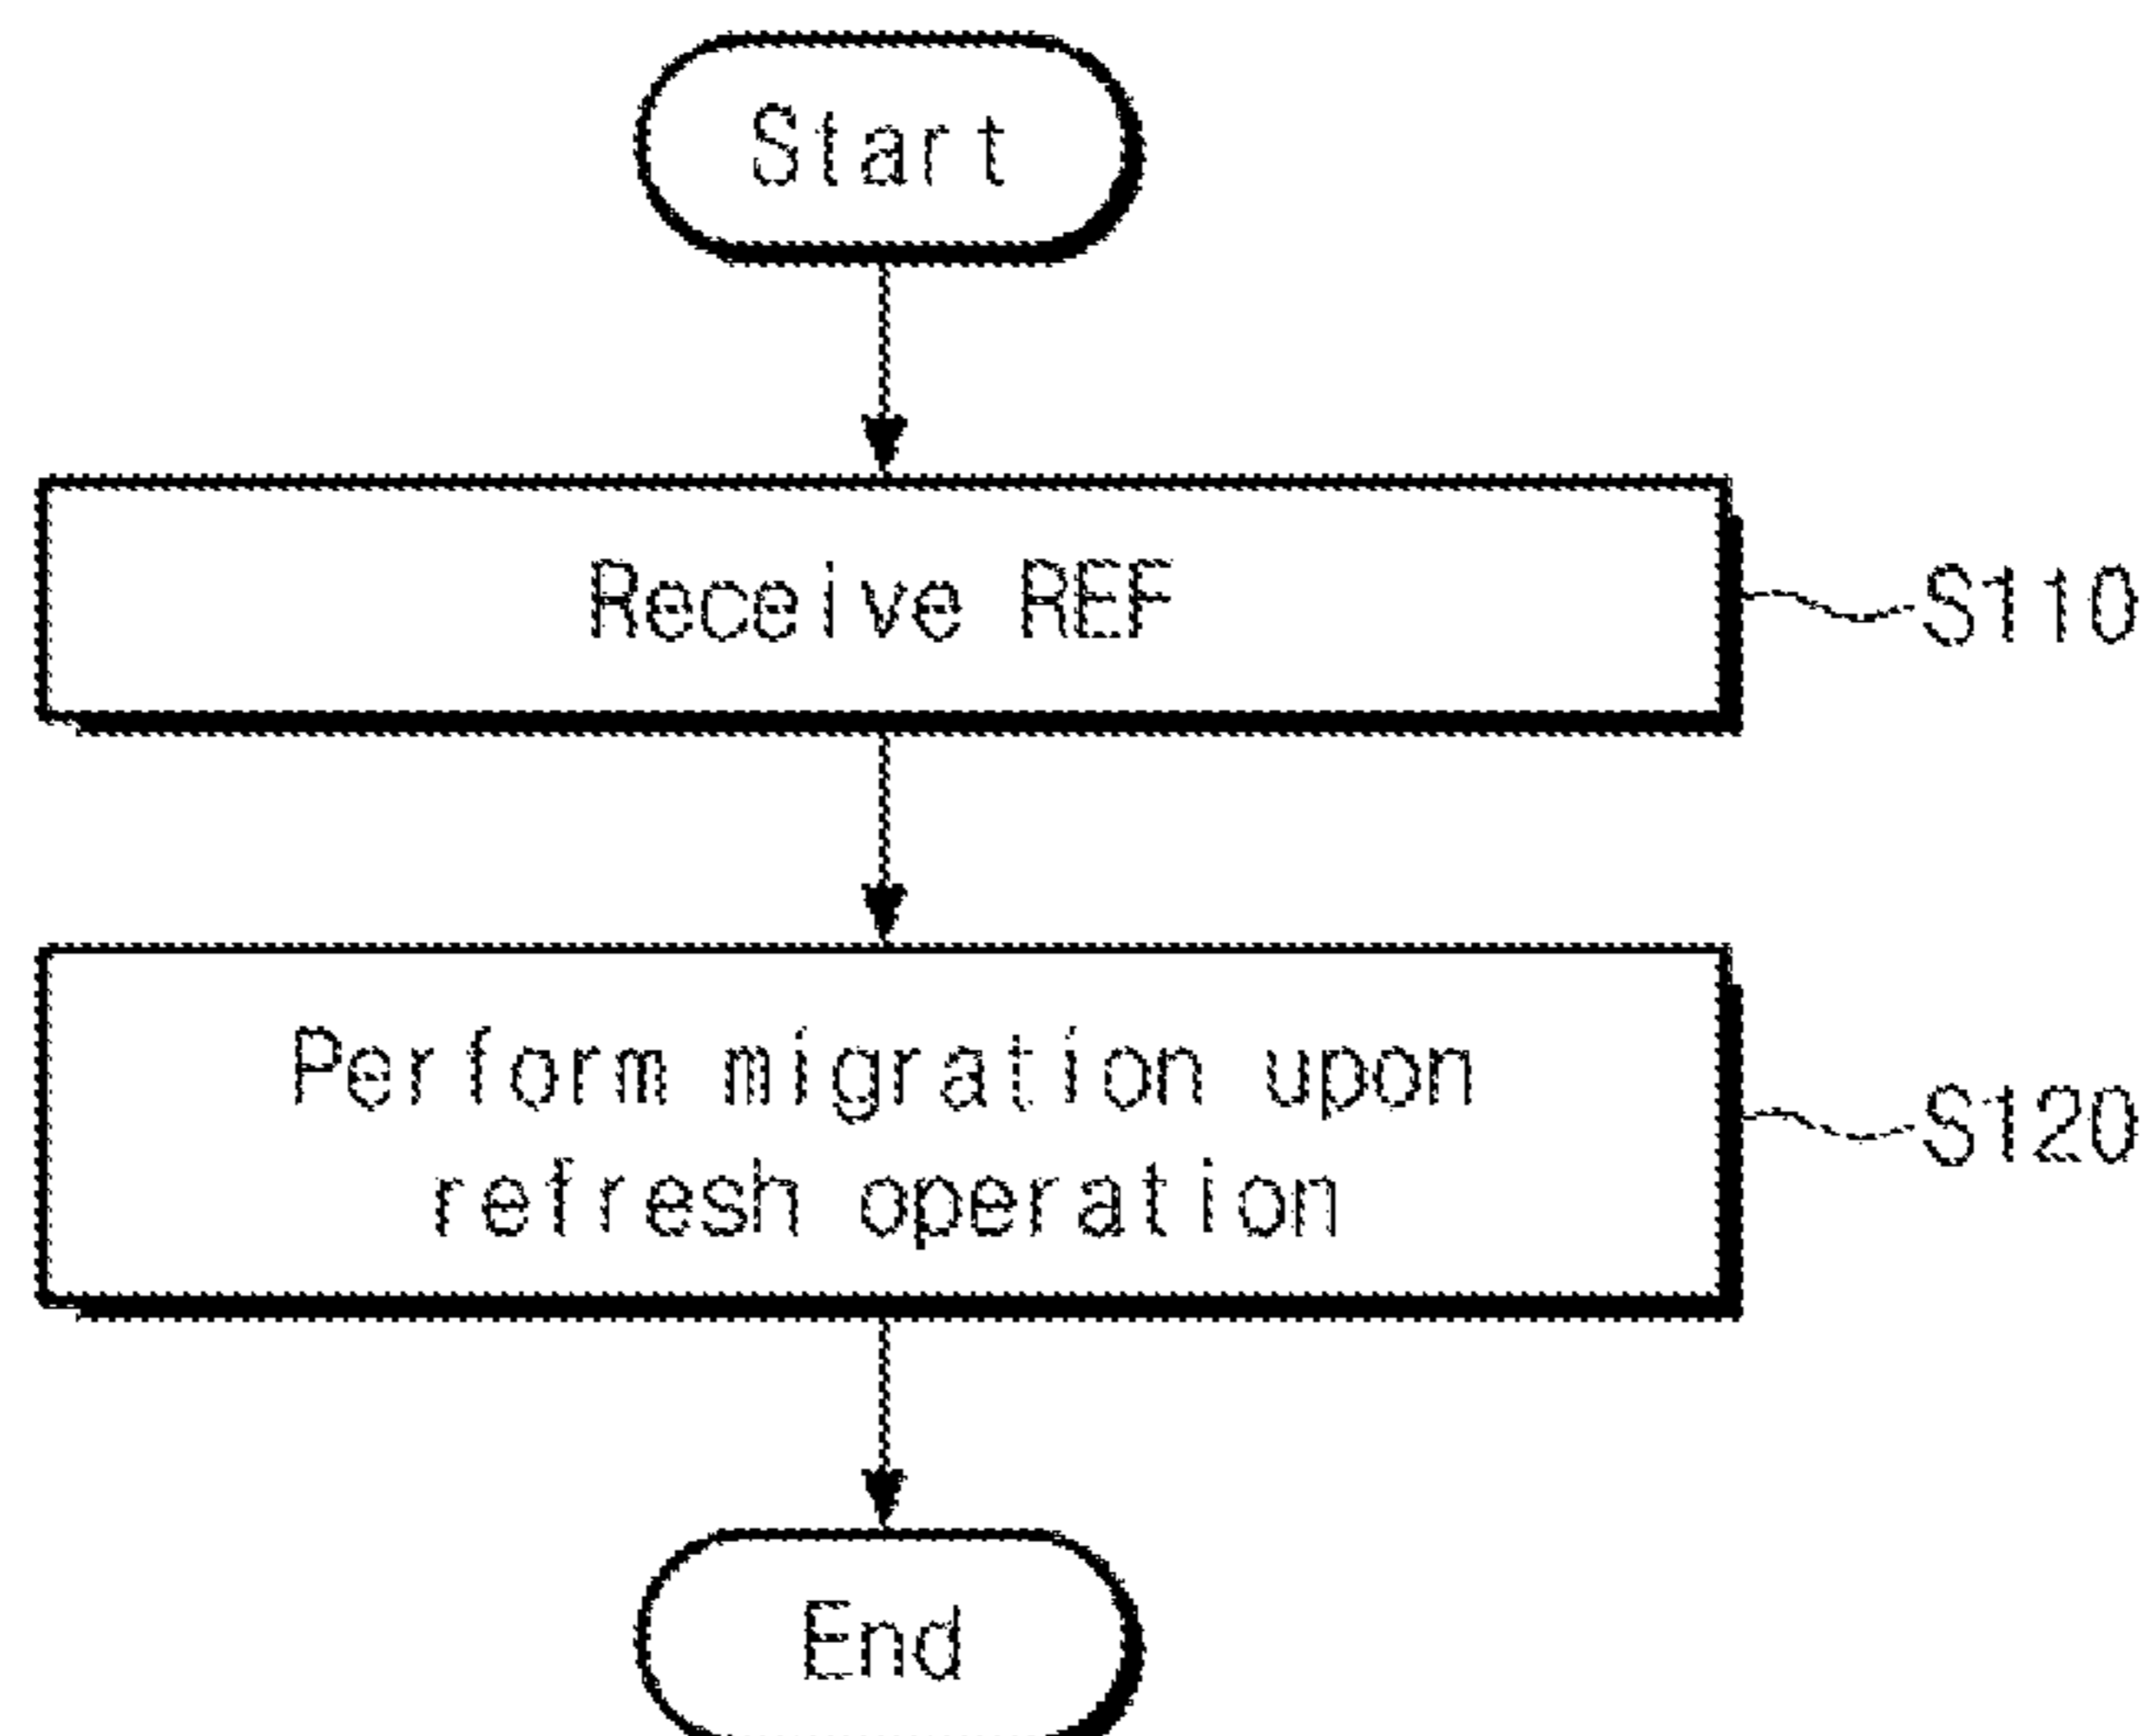 Start
Receive REF
S110
Perform migration upon
refresh operation
S120
End